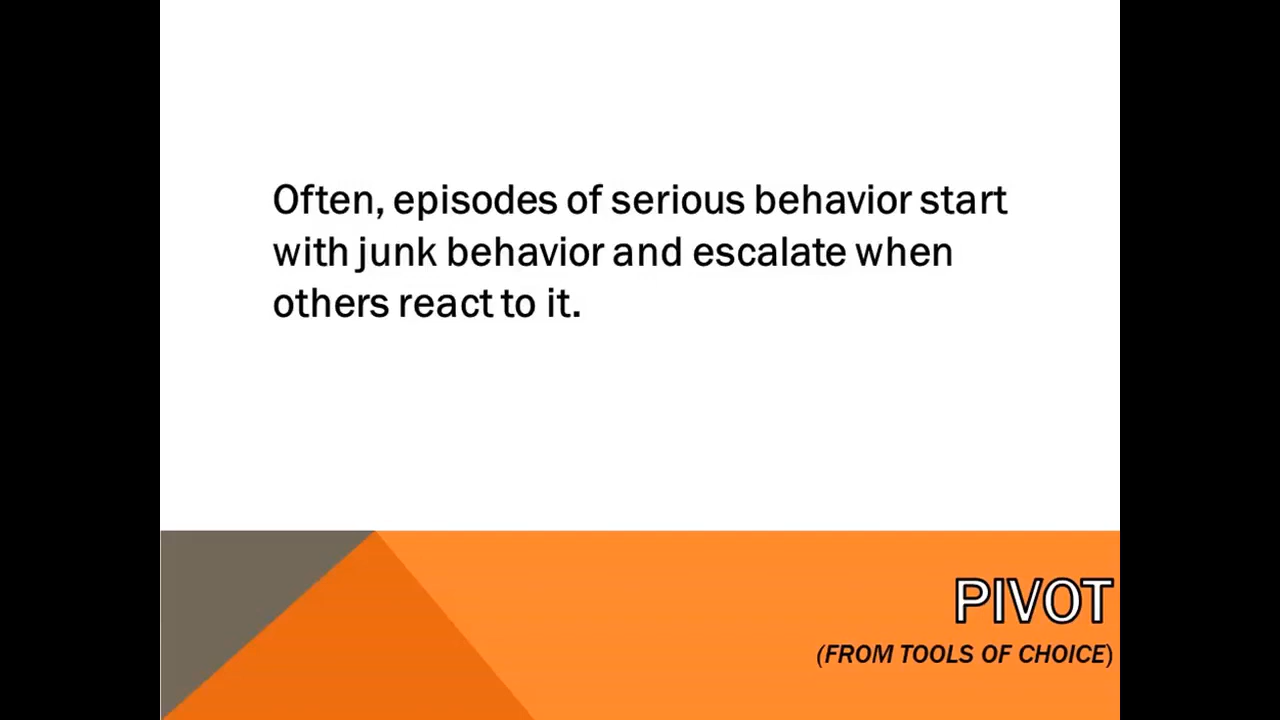 Often, episodes of serious behavior start
with junk behavior and escalate when
others react to it.
PIVOT
(FROM TOOLS OF CHOICE)